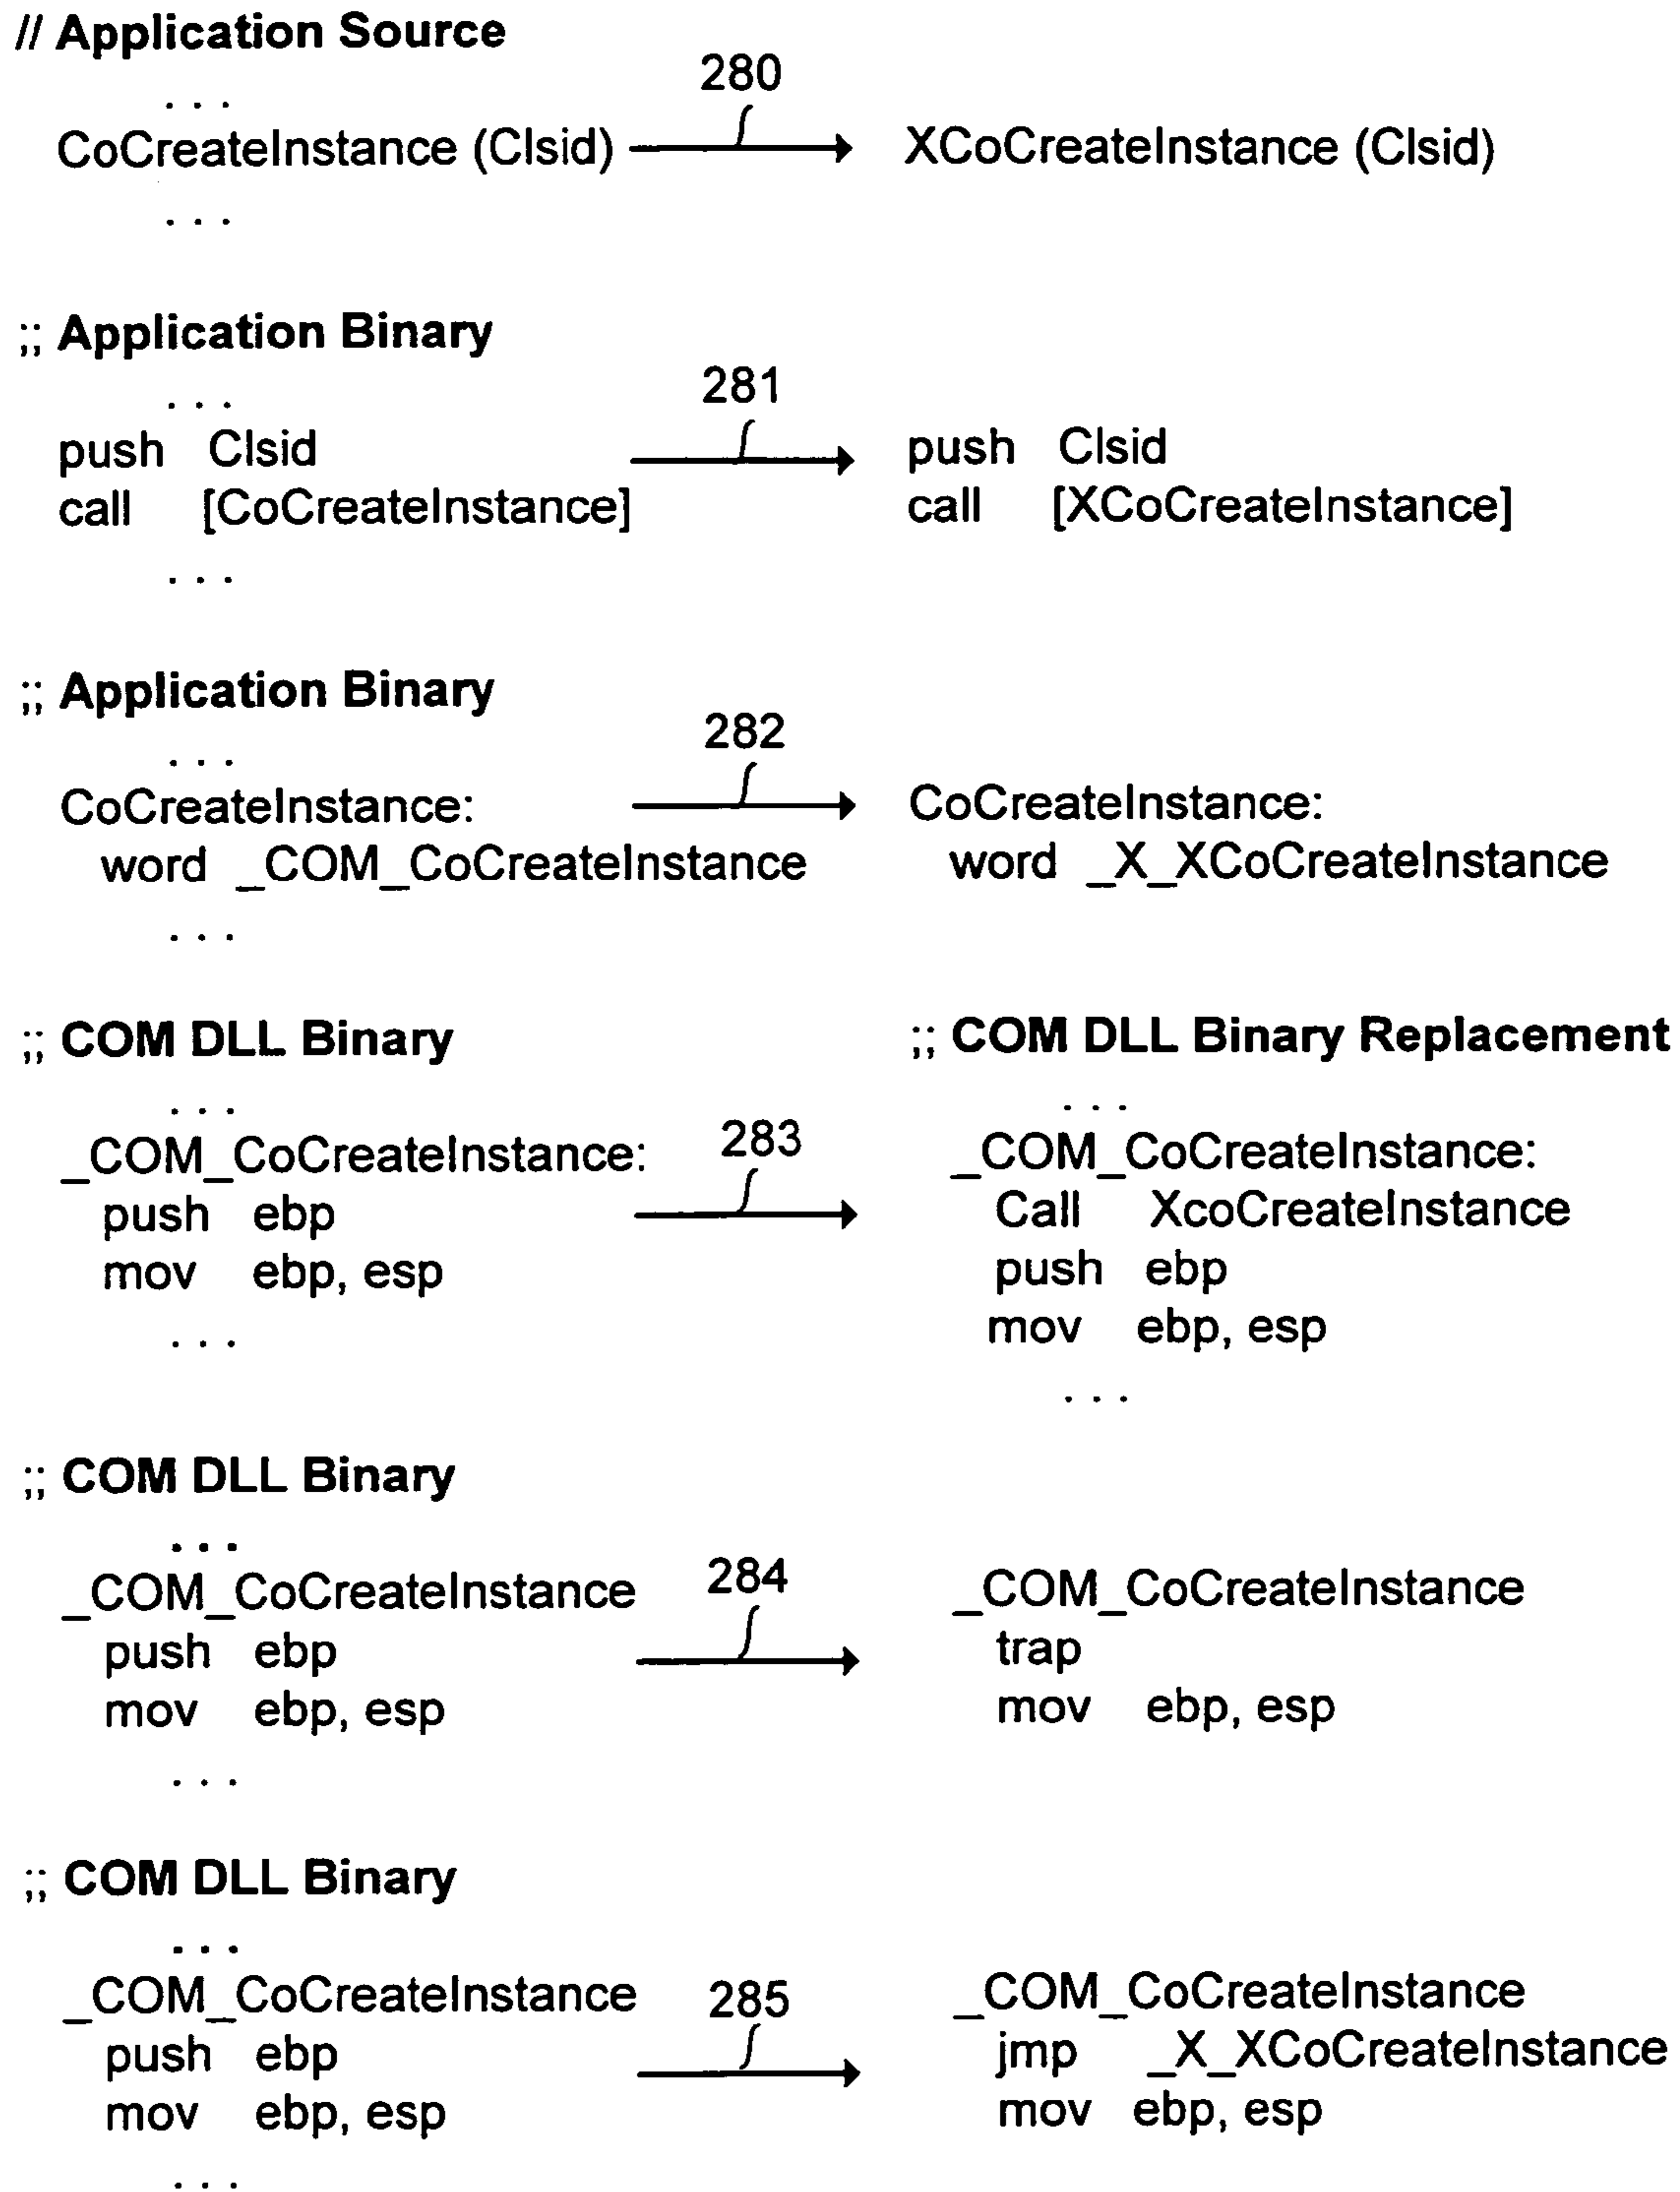 // Application Source
280
. . .
CoCreateInstance (Clsid) XCoCreateInstance (Clsid)
. . .
;; Application Binary
281
. . .
push Clsid push Clsid
call [CoCreateInstance] call [XCoCreateInstance]
. . .
;; Application Binary
282
. . .
CoCreateInstance: CoCreateInstance:
word _COM_CoCreateInstance word _X_XCoCreateInstance
. . .
;; COM DLL Binary ;; COM DLL Binary Replacement
. . . . . .
_COM_CoCreateInstance: 283 _COM_CoCreateInstance:
push ebp Call XcoCreateInstance
mov ebp, esp push ebp
. . . mov ebp, esp
. . .
;; COM DLL Binary
. . .
_COM_CoCreateInstance 284 _COM_CoCreateInstance
push ebp trap
mov ebp, esp mov ebp, esp
. . .
;; COM DLL Binary
. . .
_COM_CoCreateInstance 285 _COM_CoCreateInstance
push ebp jmp _X_XCoCreateInstance
mov ebp, esp mov ebp, esp
. . .